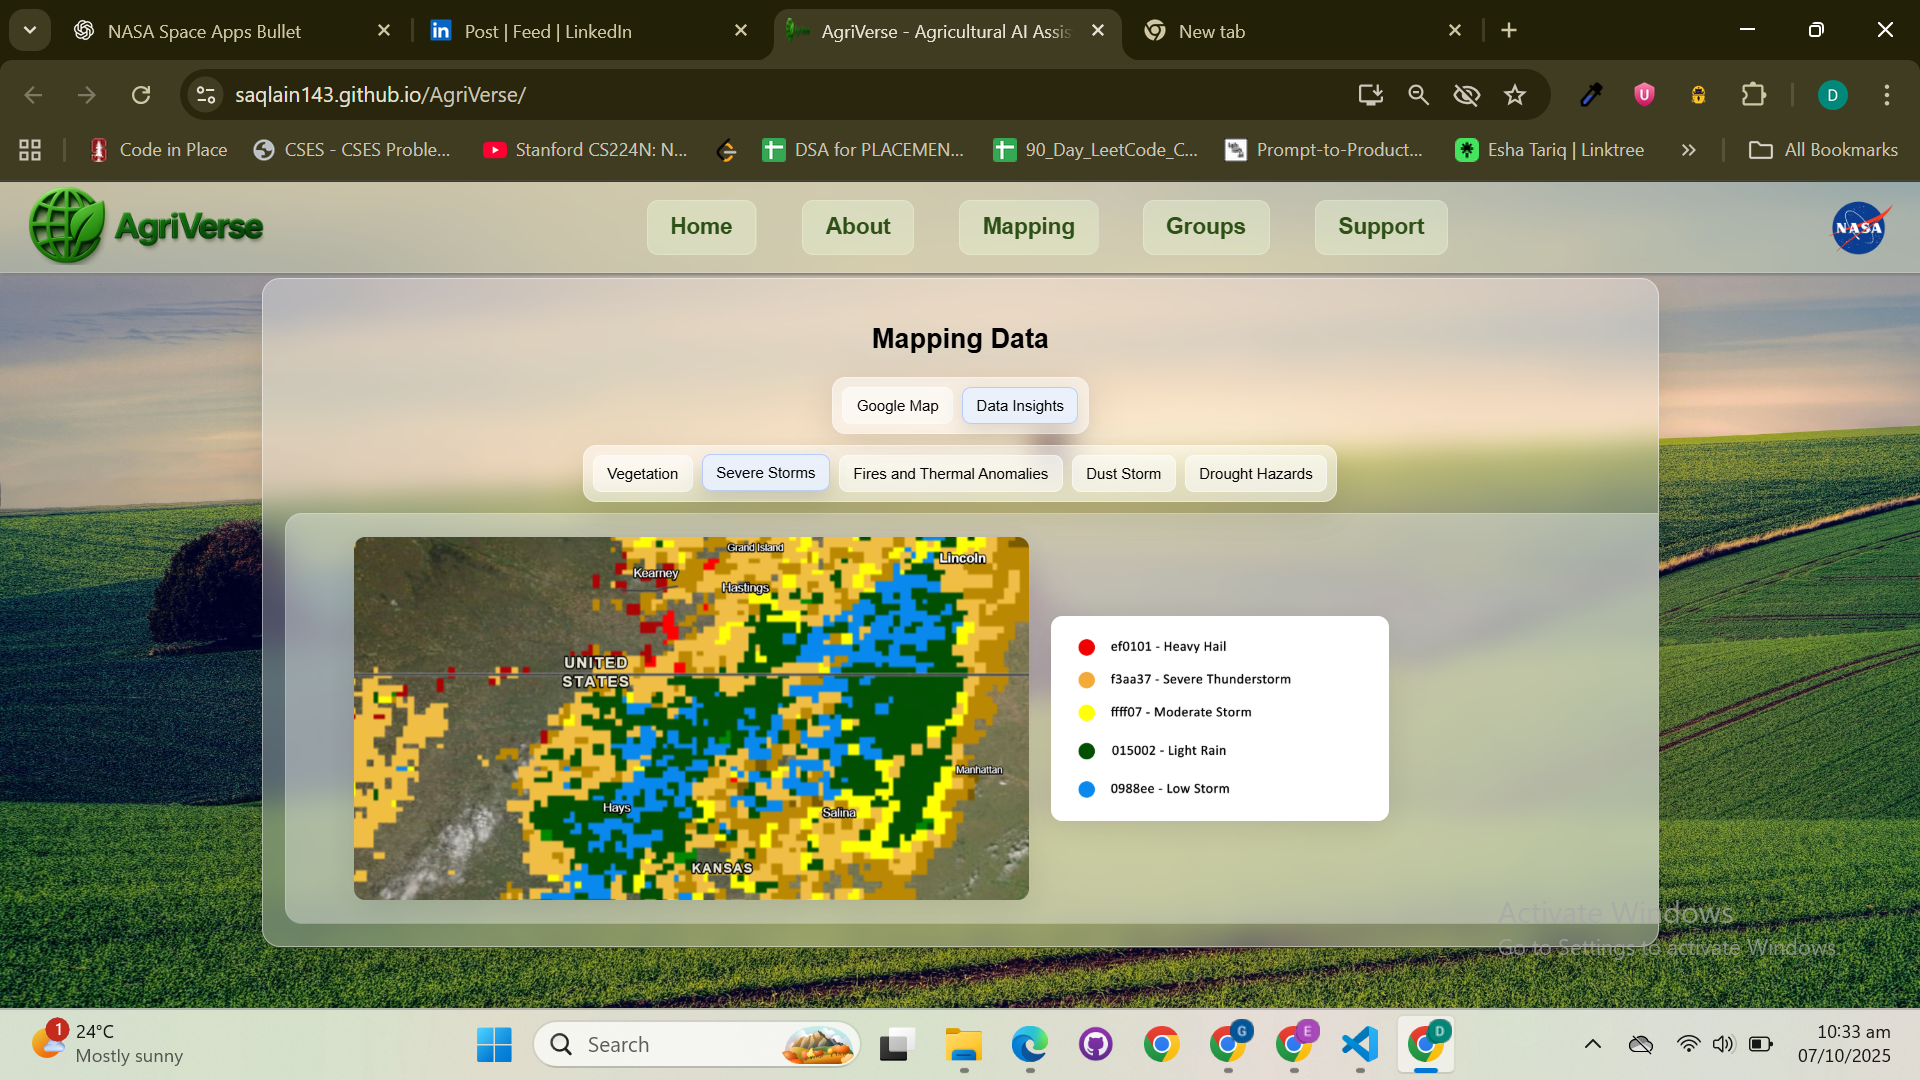 NASA Space Apps Bullet
Post | Feed | LinkedIn
AgriVerse - Agricultural AI Assis
New tab
saqlain143.github.io/AgriVerse/
D
Code in Place
CSES - CSES Proble...
Stanford CS224N: N...
DSA for PLACEMEN...
90_Day_LeetCode_C...
Prompt-to-Product...
Esha Tariq | Linktree
All Bookmarks
AgriVerse
Home
About
Mapping
Groups
Support
NASA
Mapping Data
Google Map
Data Insights
Vegetation
Severe Storms
Fires and Thermal Anomalies
Dust Storm
Drought Hazards
Grand Island
Lincoln
Kearney
Hastings
UNITED
STATES
Manhattan
Hays
Salina
KANSAS
ef0101 - Heavy Hail
f3aa37 - Severe Thunderstorm
ffff07 - Moderate Storm
015002 - Light Rain
0988ee - Low Storm
Activate Windows
Go to Settings to activate Windows.
1
24°C
Mostly sunny
Search
G
E
D
10:33 am
07/10/2025